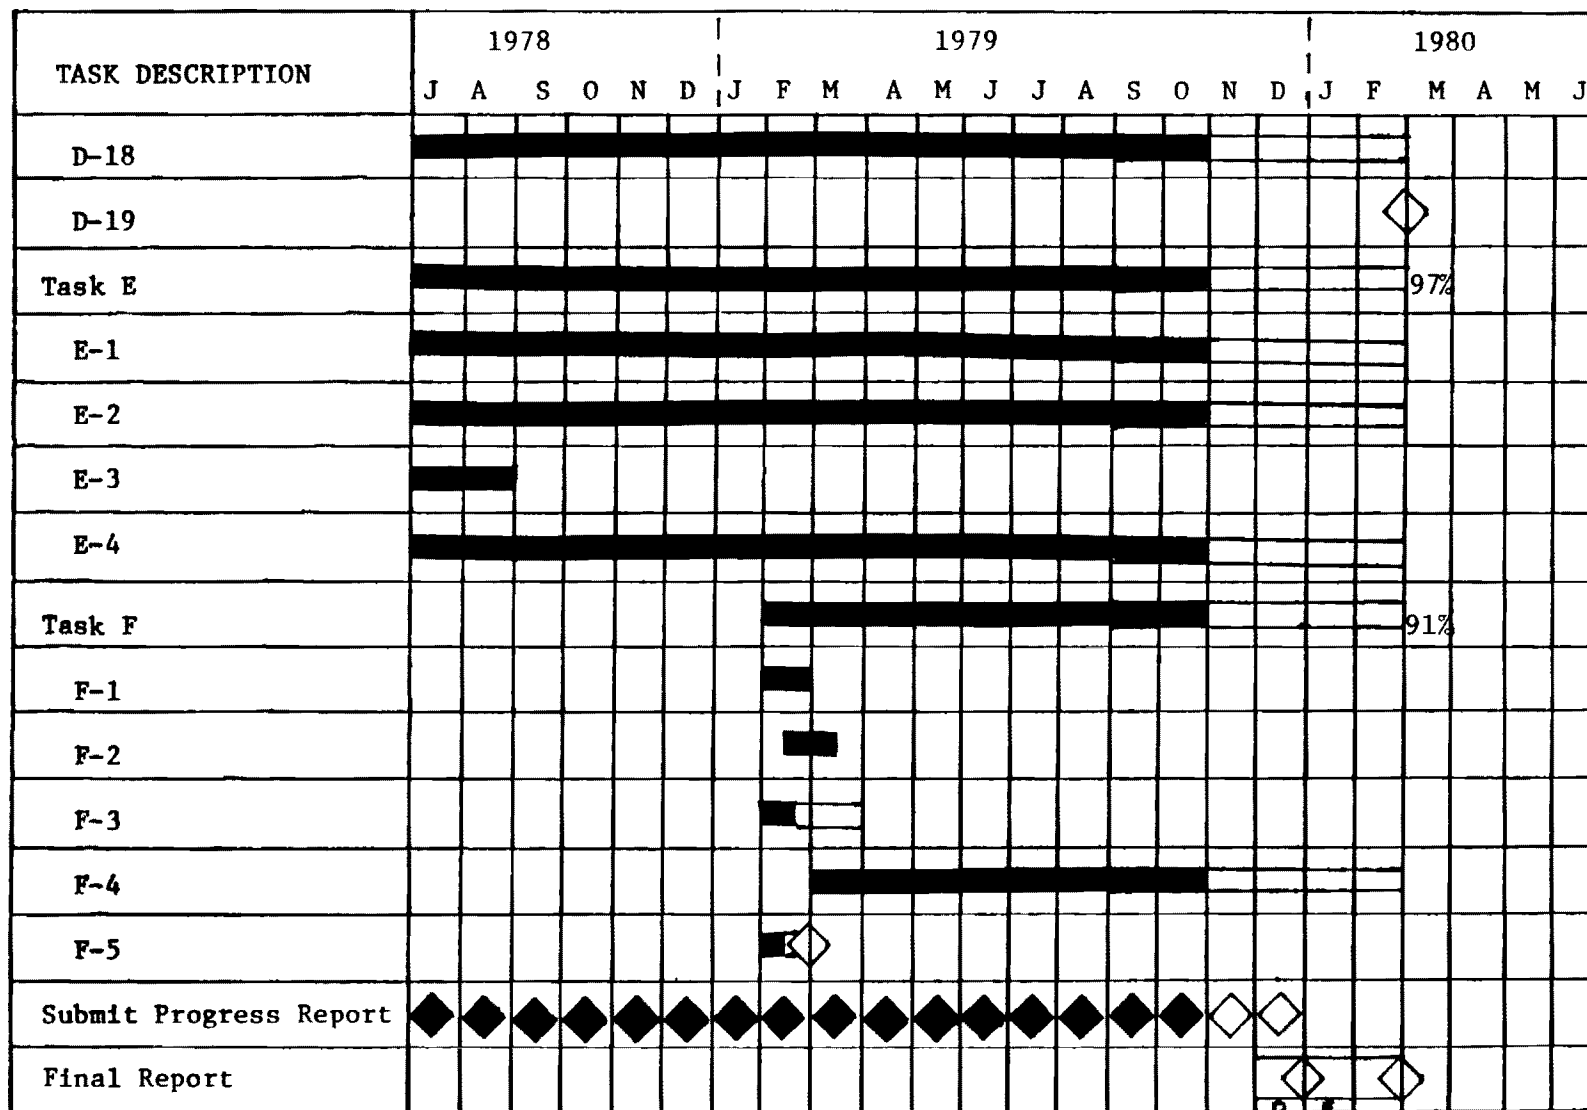 1978 1979 1980
TASK DESCRIPTION
J A S O N D J F M A M J J A S O N D J F M A M J
D-18
D-19
Task E 97%
E-1
E-2
E-3
E-4
Task F 91%
F-1
F-2
F-3
F-4
F-5
Submit Progress Report
Final Report